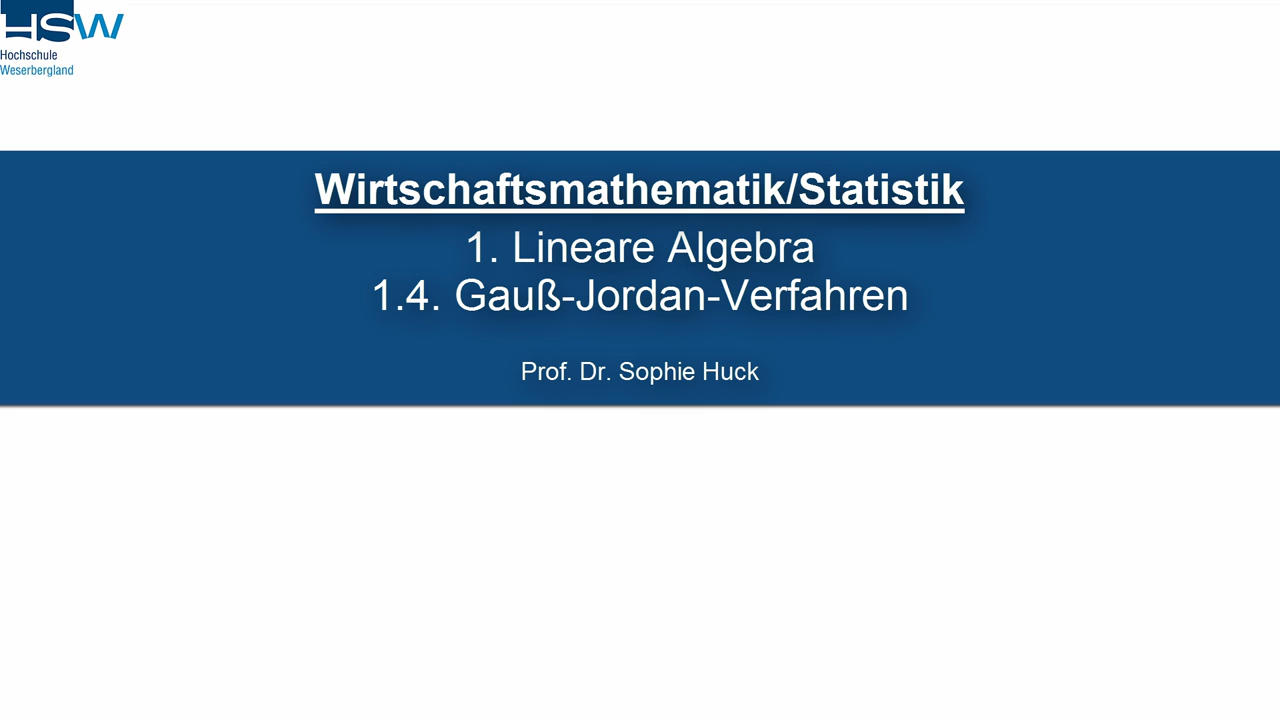 HSW
Hochschule
Weserbergland
Wirtschaftsmathematik/Statistik
1. Lineare Algebra
1.4. Gauß-Jordan-Verfahren
Prof. Dr. Sophie Huck